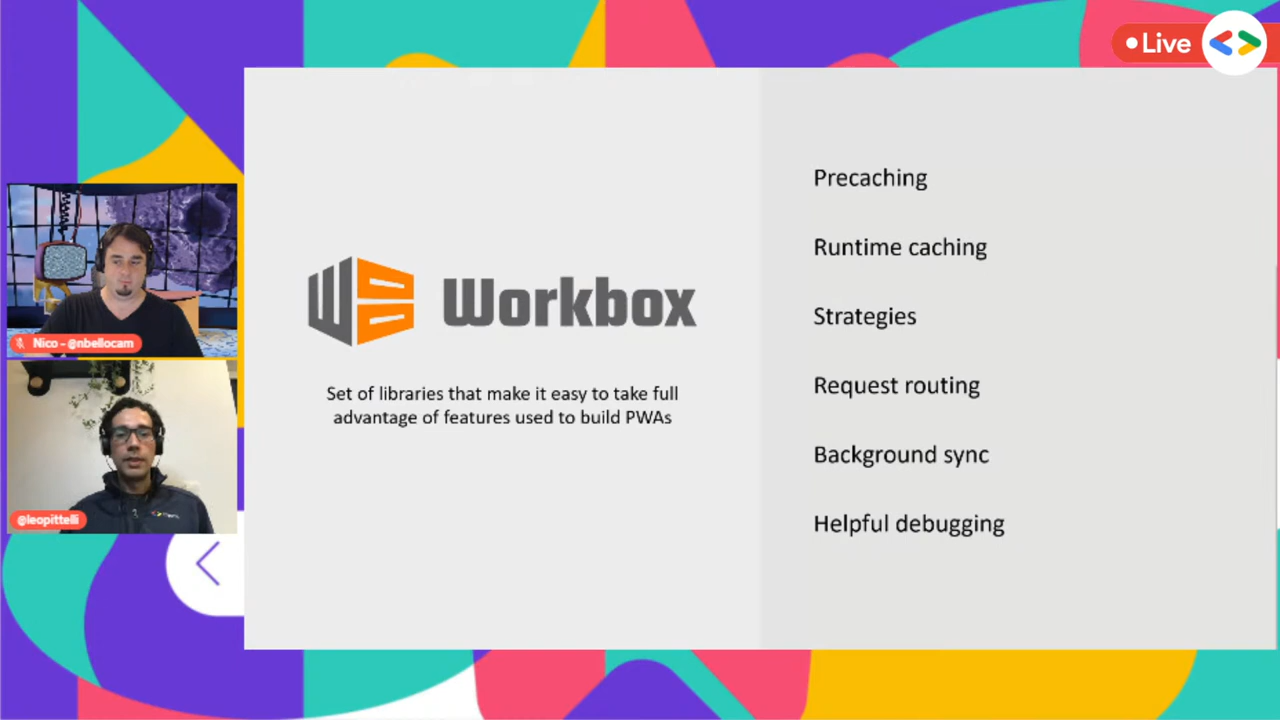 Live
Workbox
Set of libraries that make it easy to take full
advantage of features used to build PWAs
Precaching
Runtime caching
Strategies
Request routing
Background sync
Helpful debugging
Nico - @nbellocam
@leopittelli